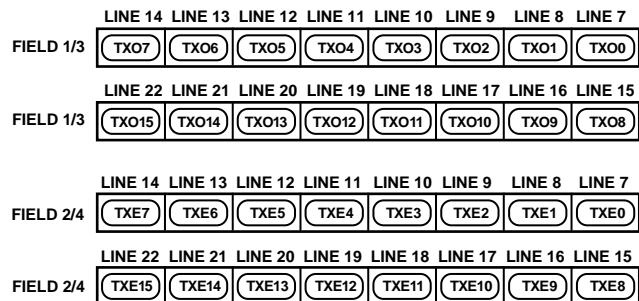 LINE 14 LINE 13 LINE 12 LINE 11 LINE 10 LINE 9 LINE 8 LINE 7
FIELD 1/3 TXO7 TXO6 TXO5 TXO4 TXO3 TXO2 TXO1 TXO0
LINE 22 LINE 21 LINE 20 LINE 19 LINE 18 LINE 17 LINE 16 LINE 15
FIELD 1/3 TXO15 TXO14 TXO13 TXO12 TXO11 TXO10 TXO9 TXO8
LINE 14 LINE 13 LINE 12 LINE 11 LINE 10 LINE 9 LINE 8 LINE 7
FIELD 2/4 TXE7 TXE6 TXE5 TXE4 TXE3 TXE2 TXE1 TXE0
LINE 22 LINE 21 LINE 20 LINE 19 LINE 18 LINE 17 LINE 16 LINE 15
FIELD 2/4 TXE15 TXE14 TXE13 TXE12 TXE11 TXE10 TXE9 TXE8